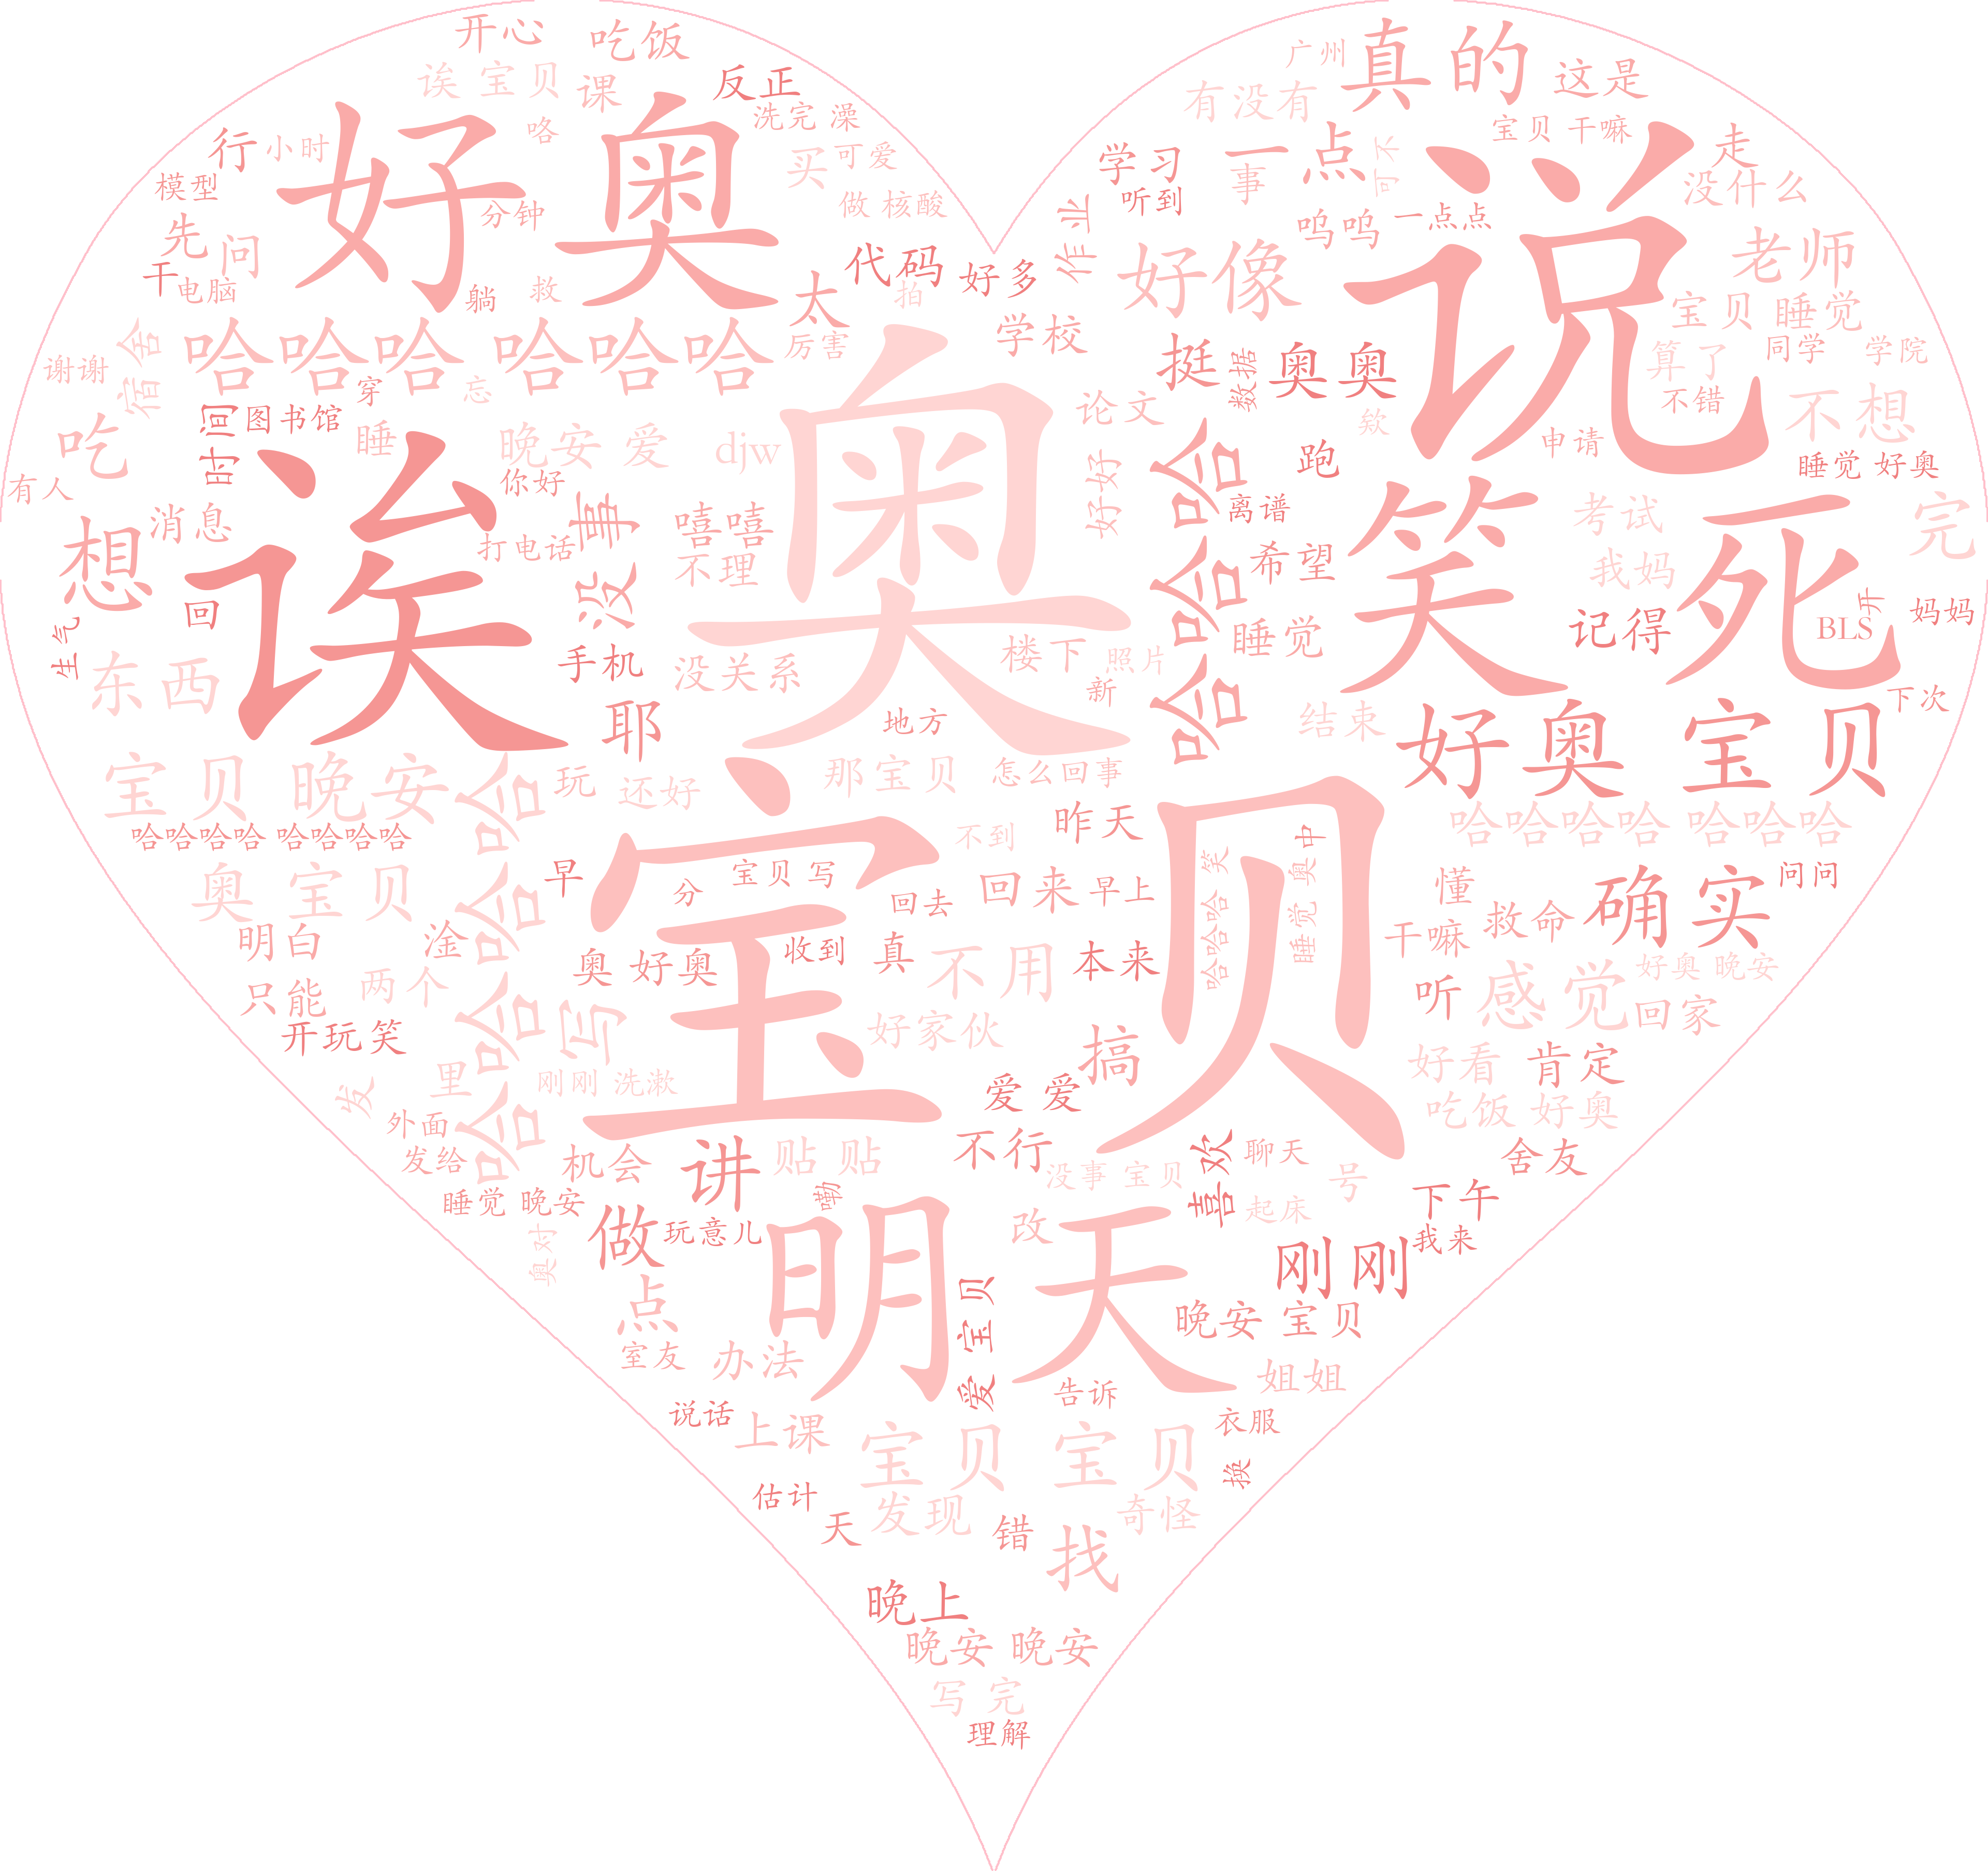 开心
吃饭
诶 宝贝
课
反正
洗完 澡
咯
好 奥
行
小时
模型
先
问
干
电脑
分钟
躺
救
买
可爱
做 核酸
广州
真的
这是
有没有
宝贝 干嘛
走
没什么
学习
一点
事
可不
听到
作业
呜呜
一点点
说
老师
代码
好多
好像
太
拍
厉害
学校
宝贝 睡觉
谢谢
宿舍
哈哈哈 哈哈哈
穿
忘
挺
数据
奥 奥
算了
同学
学院
不错
不想
论文
欸
申请
吃
时间
图书馆
睡
晚安 爱
djw
奥
好好
哈哈 哈哈 哈哈
跑
睡觉 好奥
有人
消息
想
诶
你好
打电话
没事
嘻嘻
不理
离谱
希望
笑死
考试
我妈
完
生气
回
东西
手机
没关系
楼下
照片
新
睡觉
记得
BLS
开
妈妈
下次
耶
地方
结束
好奥 宝贝
宝贝 晚安
哈哈 哈哈 哈哈 哈哈
玩
还好
那宝贝
怎么回事
昨天
不到
哈哈哈哈 哈哈哈
哈哈哈哈 哈哈哈哈
奥 宝贝
早
宝贝
分
宝贝 写
回去
回来
早上
哈哈哈 笑
睡觉 奥
中
懂
确实
问问
干嘛
救命
明白
淦
奥 好奥
收到
真
不用
本来
听
感觉
好奥 晚安
回家
只能
两个
开玩笑
写
好家伙
搞
好看
肯定
里
刚刚 洗漱
发
爱 爱
吃饭 好奥
外面
发给
机会
讲
贴贴
不行
没事 宝贝
喜欢
聊天
号
舍友
睡觉 晚安
嘞
起床
下午
奥对
做
玩意儿
明天
改
刚刚
我来
点
爱 宝贝
晚安 宝贝
室友
办法
姐姐
告诉
说话
上课
宝贝 宝贝
衣服
换
估计
天
发现
错
奇怪
找
晚上
晚安 晚安
写完
理解